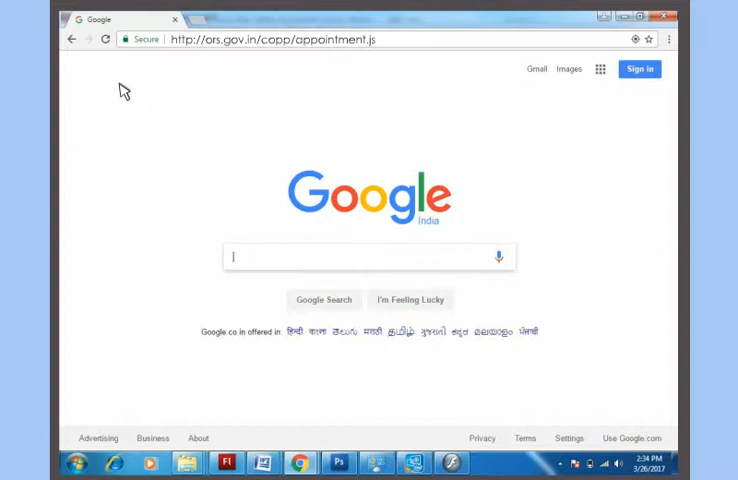 Google
Secure http://ors.gov.in/copp/appointment.js
Gmail Images Sign in
Google
India
Google Search I'm Feeling Lucky
Google.co.in offered in: हिन्दी বাংলা తెలుగు मराठी தமிழ் ગુજરાતી ಕನ್ನಡ മലയാളം ਪੰਜਾਬੀ
Advertising Business About Privacy Terms Settings Use Google.com
Fl W Ps
2:34 PM
3/26/2017